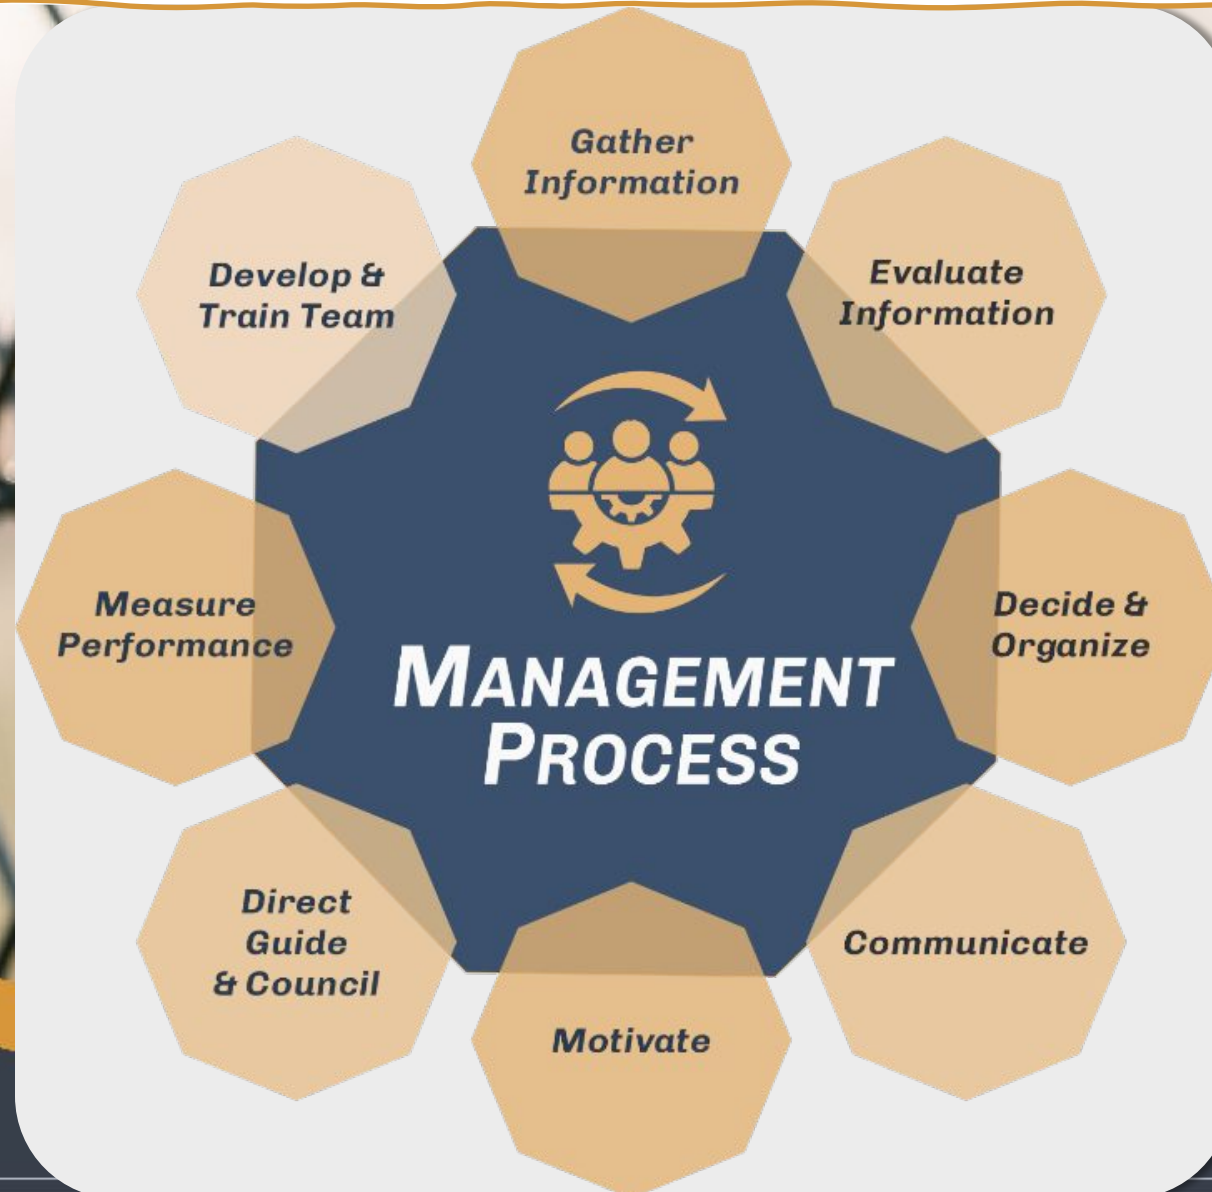 Gather
Information
Evaluate
Information
Decide &
Organize
Communicate
Motivate
Direct
Guide
& Council
Measure
Performance
Develop &
Train Team
MANAGEMENT
PROCESS